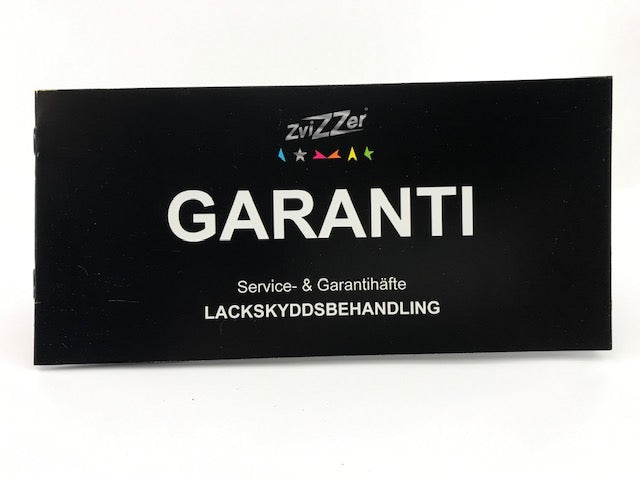 ZviZZer®
GARANTI
Service- & Garantihäfte
LACKSKYDDSBEHANDLING